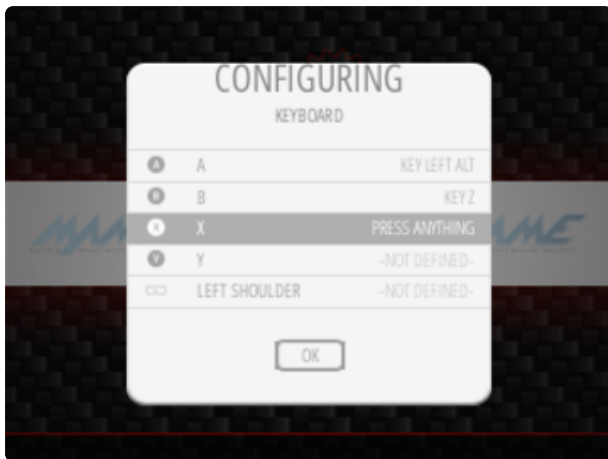 CONFIGURING
KEYBOARD
A A KEY LEFT ALT
B B KEY Z
X X PRESS ANYTHING
Y Y -NOT DEFINED-
LEFT SHOULDER -NOT DEFINED-
OK